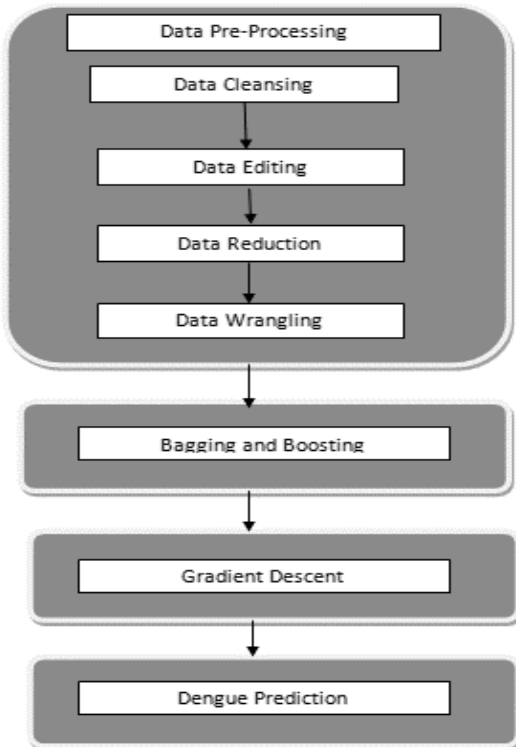 Data Pre-Processing
Data Cleansing
Data Editing
Data Reduction
Data Wrangling
Bagging and Boosting
Gradient Descent
Dengue Prediction